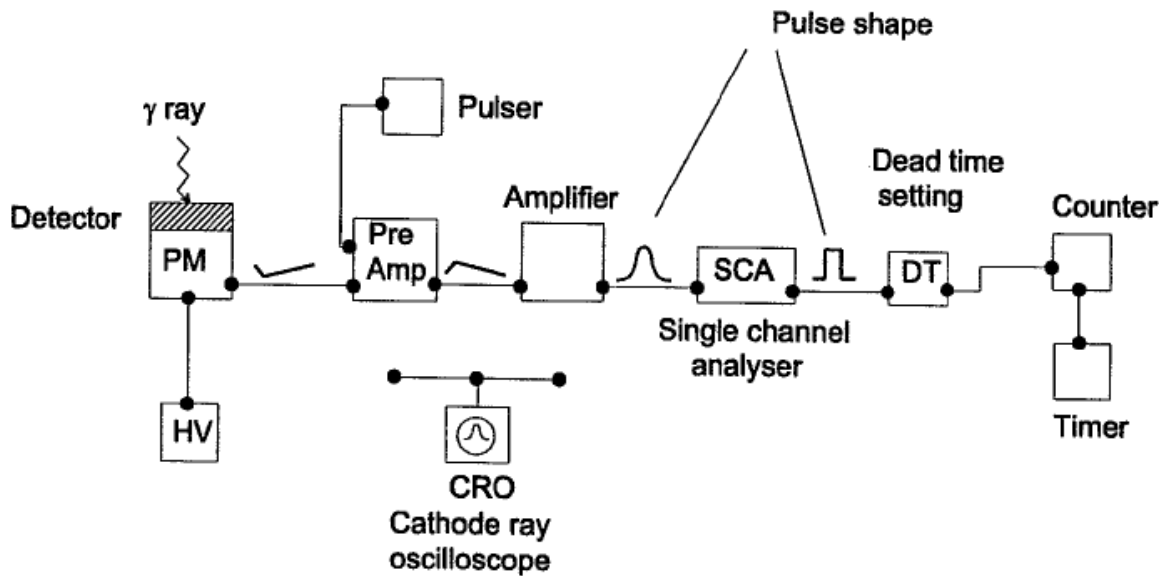 Pulse shape
γ ray
Pulser
Dead time
setting
Detector
Amplifier
Counter
PM
Pre
Amp
SCA
DT
Single channel
analyser
HV
Timer
CRO
Cathode ray
oscilloscope